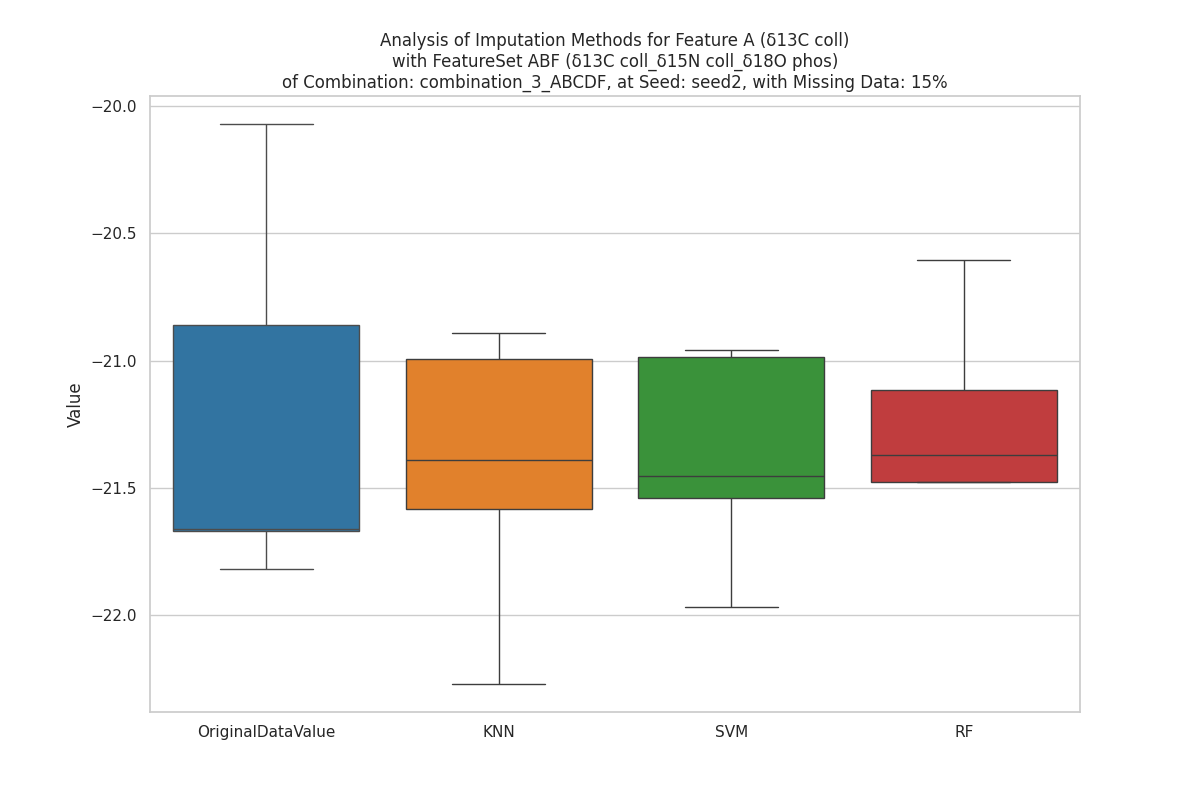 Analysis of Imputation Methods for Feature A (δ13C coll)
with FeatureSet ABF (δ13C coll_δ15N coll_δ18O phos)
of Combination: combination_3_ABCDF, at Seed: seed2, with Missing Data: 15%
−20.0
−20.5
−21.0
−21.5
−22.0
Value
OriginalDataValue
KNN
SVM
RF